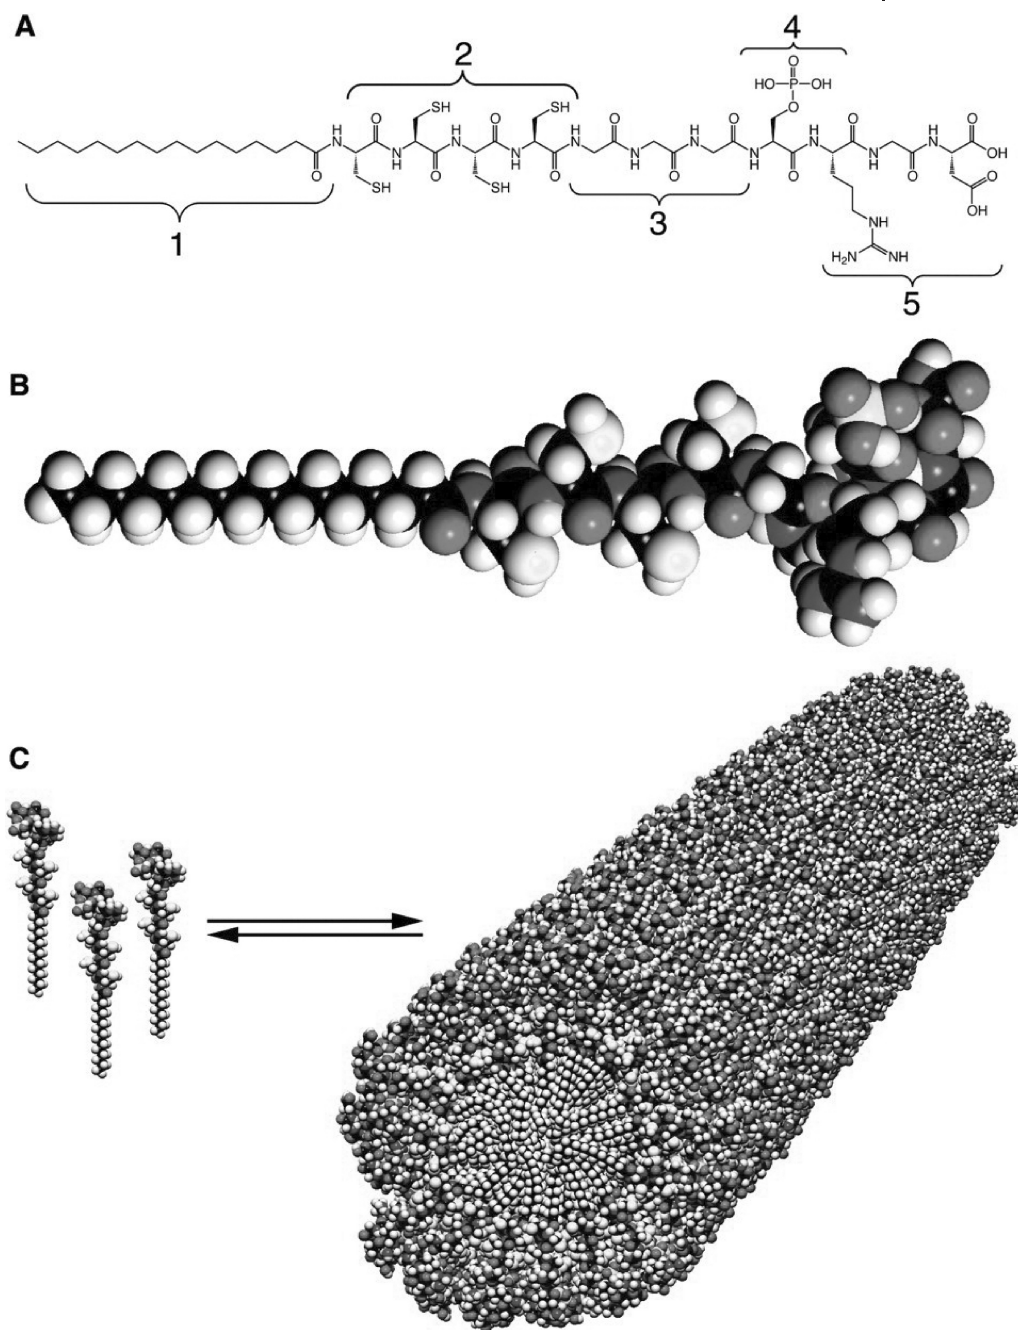 A
4
2
O
HO P OH
O
SH SH
H O H O H O H O O H O O
N N N N N N OH
N N N N N N
H O H O H O H O H O H O
SH SH OH
1
3
NH
H₂N NH
5
B
C